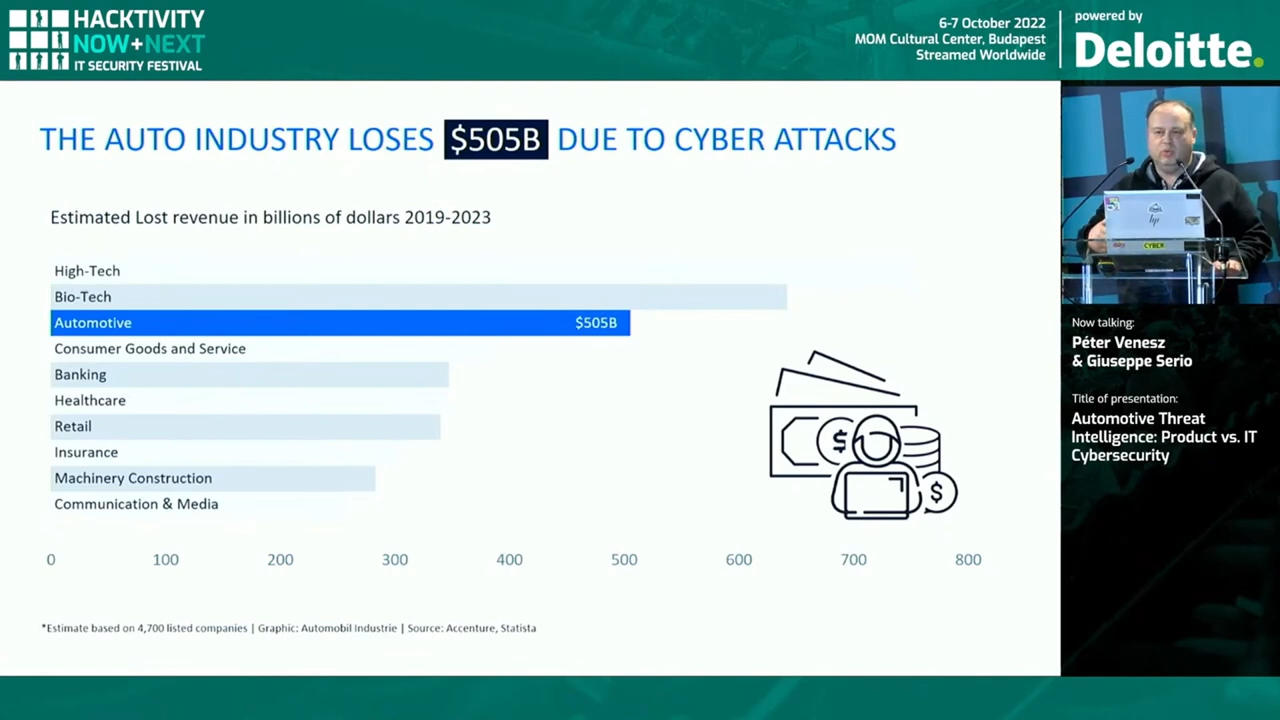 HACKTIVITY
NOW+NEXT
IT SECURITY FESTIVAL
6-7 October 2022
MOM Cultural Center, Budapest
Streamed Worldwide
powered by
Deloitte.
THE AUTO INDUSTRY LOSES $505B DUE TO CYBER ATTACKS
Estimated Lost revenue in billions of dollars 2019-2023
High-Tech
Bio-Tech
Automotive $505B
Consumer Goods and Service
Banking
Healthcare
Retail
Insurance
Machinery Construction
Communication & Media
0 100 200 300 400 500 600 700 800
*Estimate based on 4,700 listed companies | Graphic: Automobil Industrie | Source: Accenture, Statista
$
$
hp
CYBER
Now talking:
Péter Venesz
& Giuseppe Serio
Title of presentation:
Automotive Threat
Intelligence: Product vs. IT
Cybersecurity